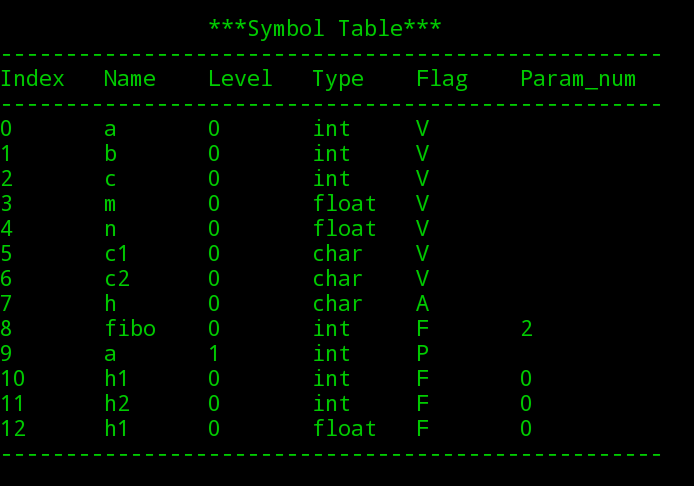 ***Symbol Table***
---------------------------------------------------
Index Name Level Type Flag Param_num
---------------------------------------------------
0 a 0 int V
1 b 0 int V
2 c 0 int V
3 m 0 float V
4 n 0 float V
5 c1 0 char V
6 c2 0 char V
7 h 0 char A
8 fibo 0 int F 2
9 a 1 int P
10 h1 0 int F 0
11 h2 0 int F 0
12 h1 0 float F 0
---------------------------------------------------